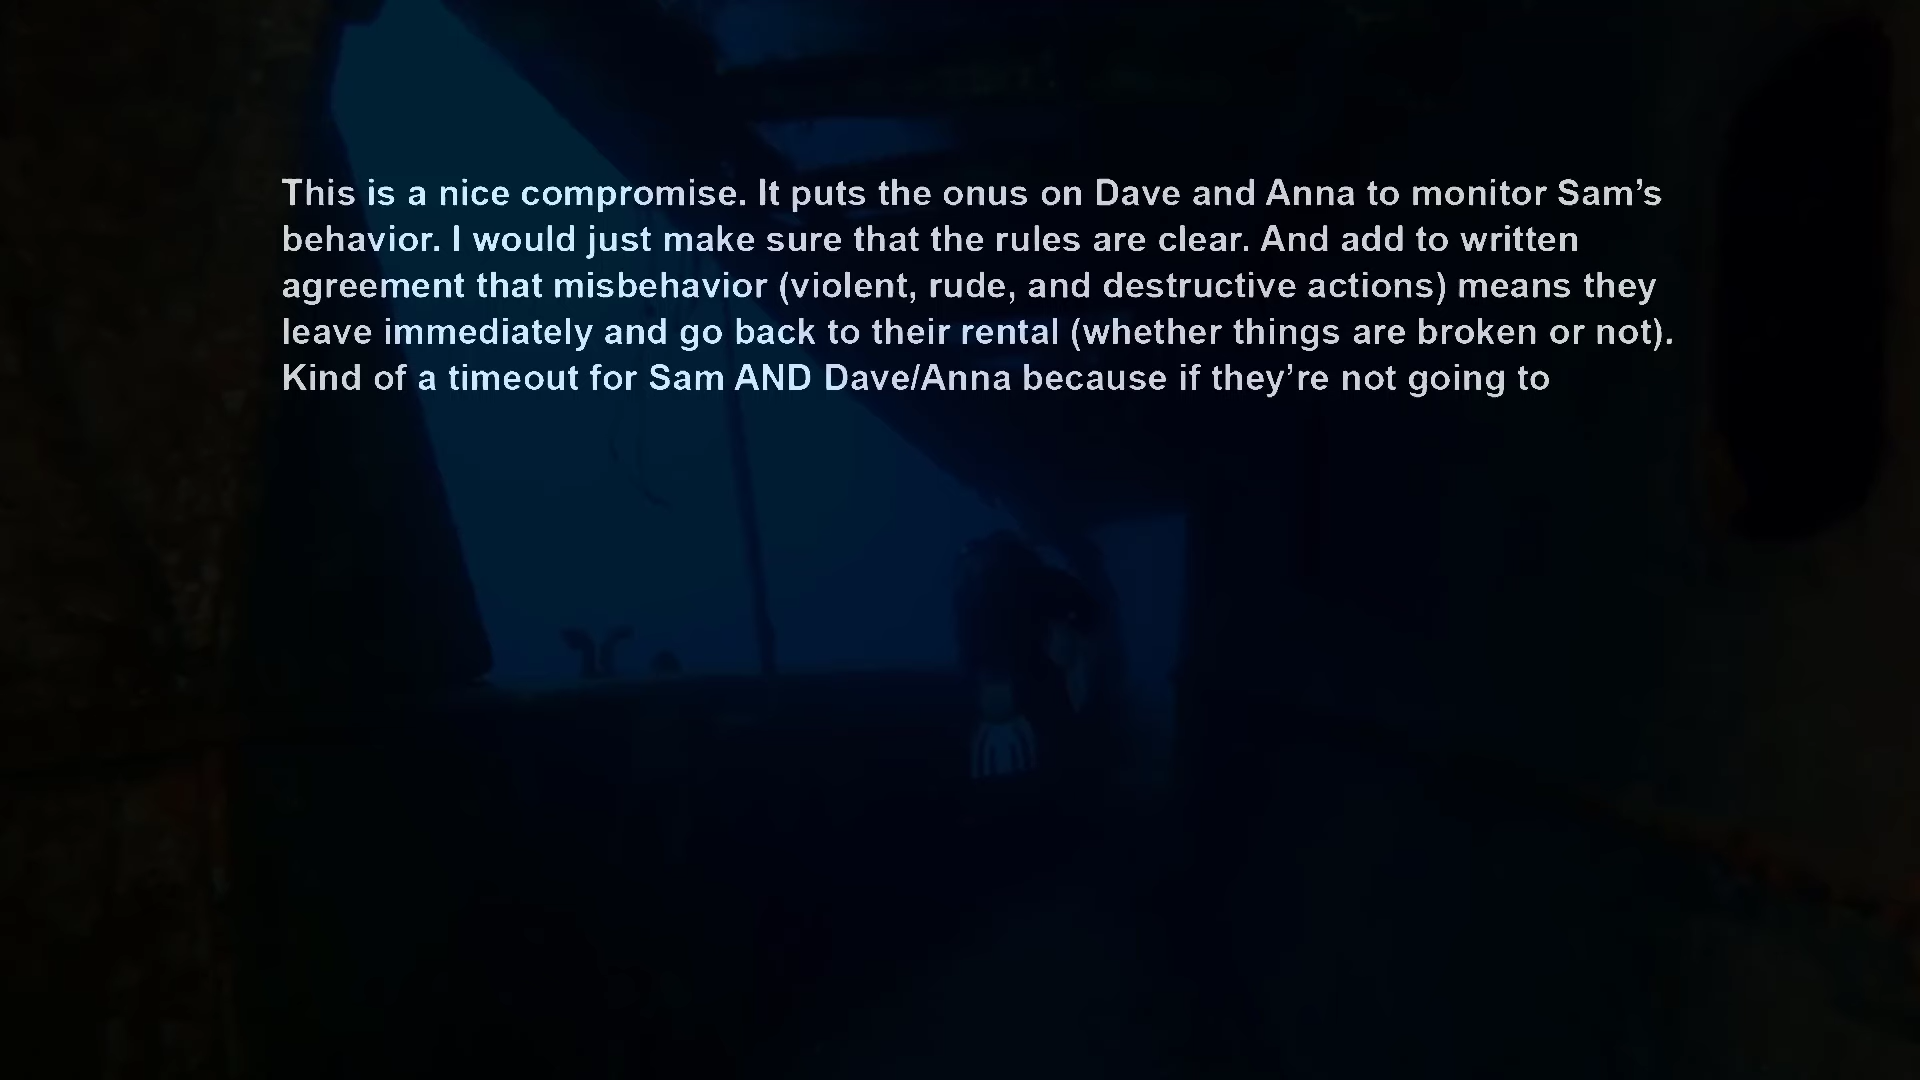 This is a nice compromise. It puts the onus on Dave and Anna to monitor Sam’s
behavior. I would just make sure that the rules are clear. And add to written
agreement that misbehavior (violent, rude, and destructive actions) means they
leave immediately and go back to their rental (whether things are broken or not).
Kind of a timeout for Sam AND Dave/Anna because if they’re not going to